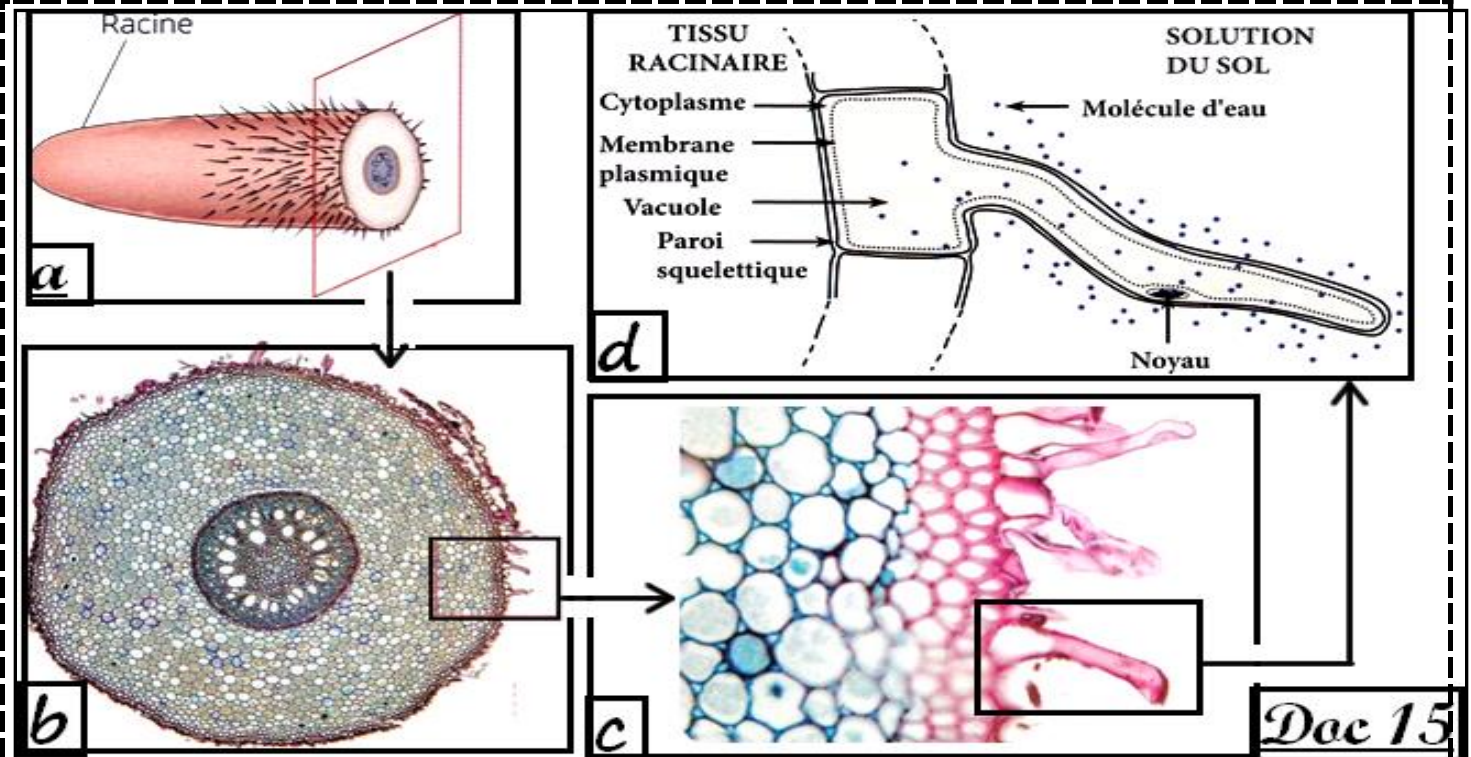 Racine
a
TISSU
RACINAIRE
SOLUTION
DU SOL
Cytoplasme
Molécule d'eau
Membrane
plasmique
Vacuole
Paroi
squelettique
Noyau
d
b
c
Doc 15